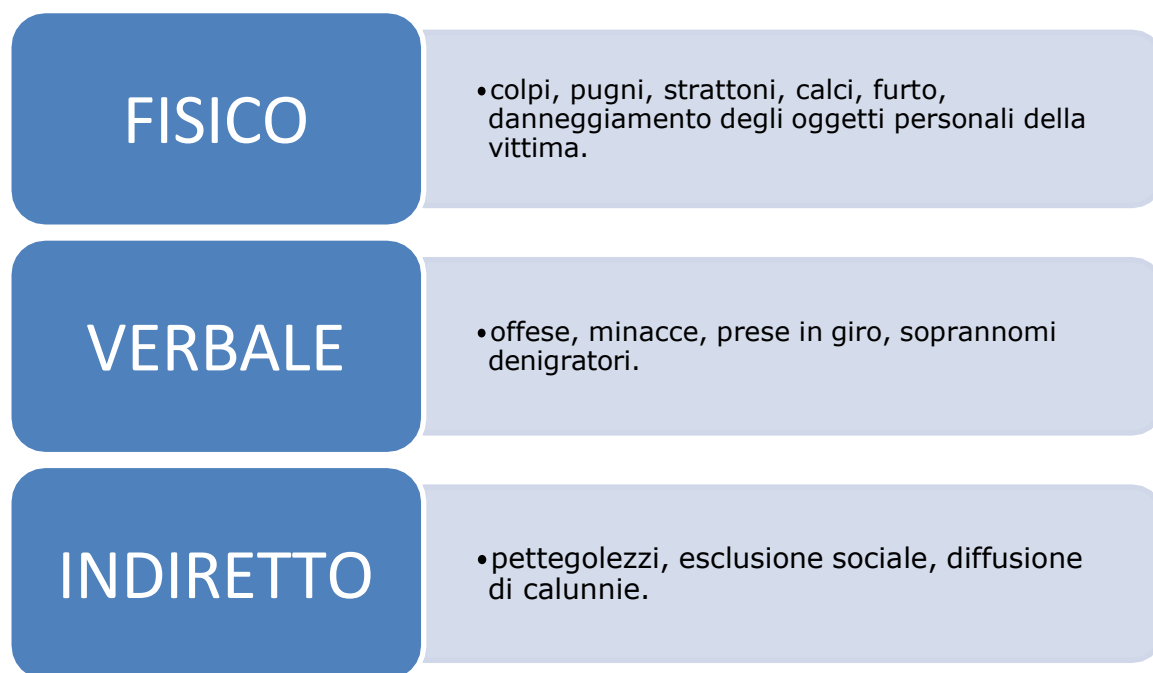 FISICO
•colpi, pugni, strattoni, calci, furto,
danneggiamento degli oggetti personali della
vittima.
VERBALE
•offese, minacce, prese in giro, soprannomi
denigratori.
INDIRETTO
•pettegolezzi, esclusione sociale, diffusione
di calunnie.